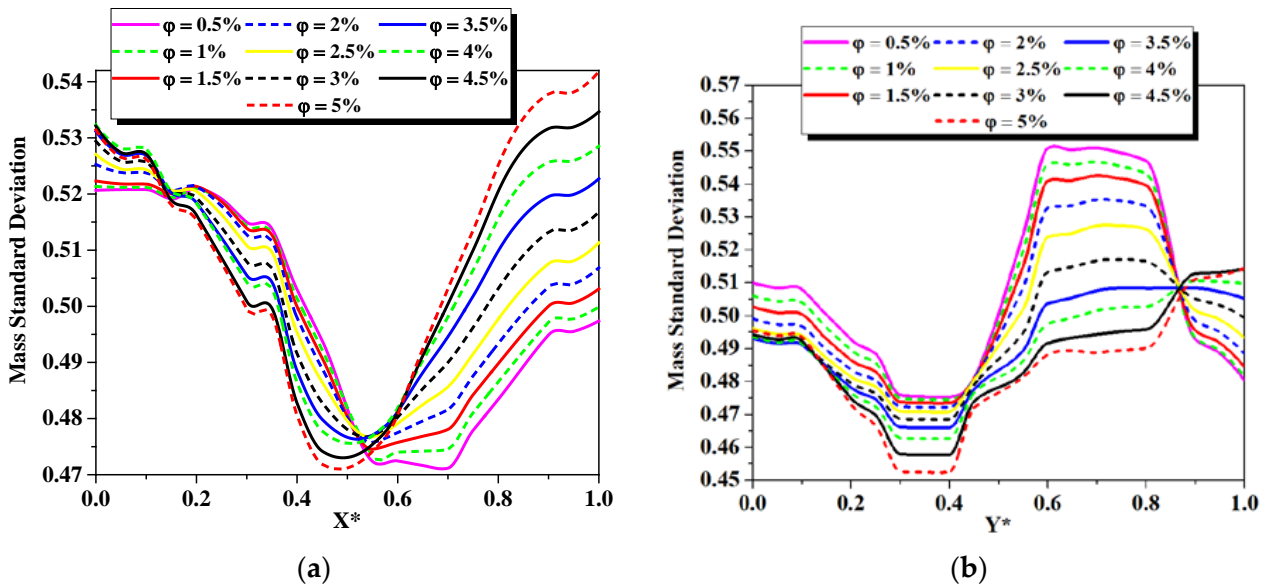 φ = 0.5% φ = 2% φ = 3.5%
φ = 1% φ = 2.5% φ = 4%
φ = 1.5% φ = 3% φ = 4.5%
φ = 5%
0.54
0.53
0.52
0.51
0.50
0.49
0.48
0.47
Mass Standard Deviation
0.0 0.2 0.4 0.6 0.8 1.0
X*
(a)
φ = 0.5% φ = 2% φ = 3.5%
φ = 1% φ = 2.5% φ = 4%
φ = 1.5% φ = 3% φ = 4.5%
φ = 5%
0.57
0.56
0.55
0.54
0.53
0.52
0.51
0.50
0.49
0.48
0.47
0.46
0.45
Mass Standard Deviation
0.0 0.2 0.4 0.6 0.8 1.0
Y*
(b)